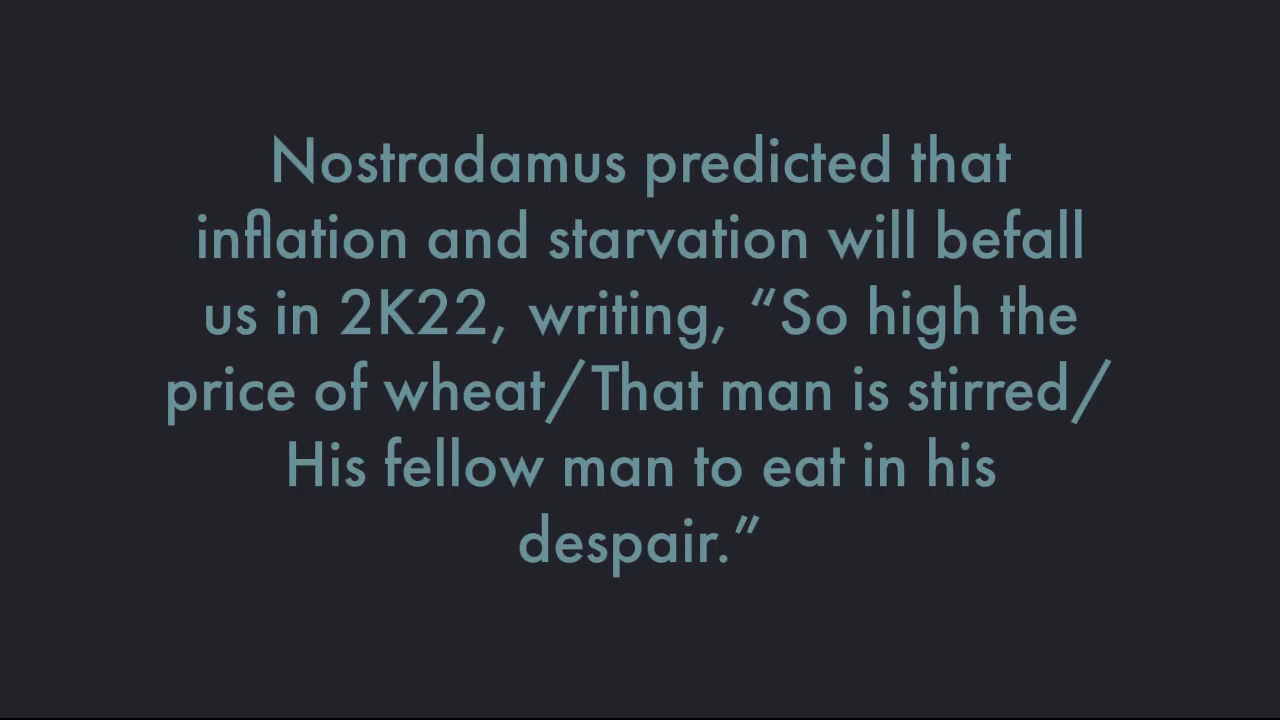 Nostradamus predicted that
inflation and starvation will befall
us in 2K22, writing, “So high the
price of wheat/That man is stirred/
His fellow man to eat in his
despair.”